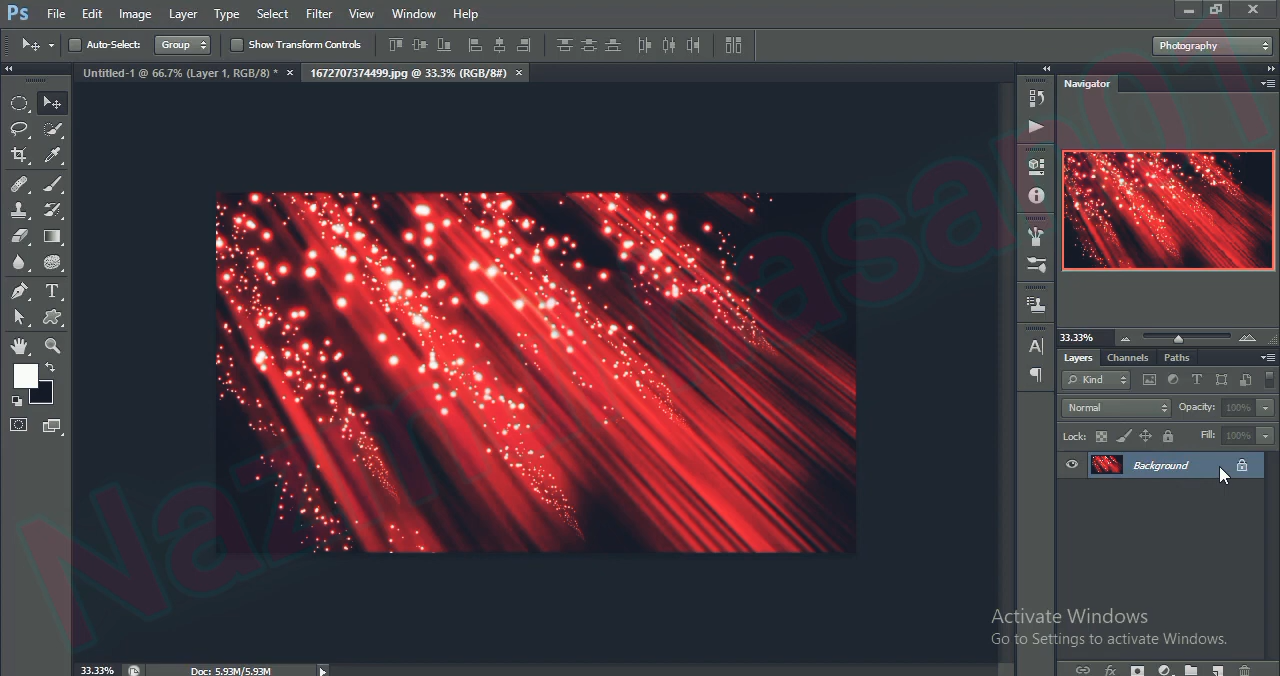 Ps File Edit Image Layer Type Select Filter View Window Help
Auto-Select: Group Show Transform Controls Photography
Untitled-1 @ 66.7% (Layer 1, RGB/8) * × 1672707374499.jpg @ 33.3% (RGB/8#) ×
Navigator
33.33%
Layers Channels Paths
Kind
Normal Opacity: 100%
Lock: Fill: 100%
Background
Activate Windows
Go to Settings to activate Windows.
33.33% Doc: 5.93M/5.93M